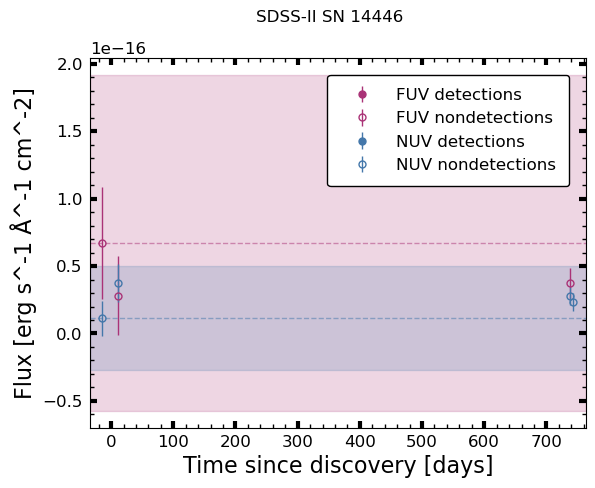 SDSS-II SN 14446
1e−16
2.0
1.5
1.0
0.5
0.0
−0.5
Flux [erg s^-1 Å^-1 cm^-2]
FUV detections
FUV nondetections
NUV detections
NUV nondetections
0 100 200 300 400 500 600 700
Time since discovery [days]